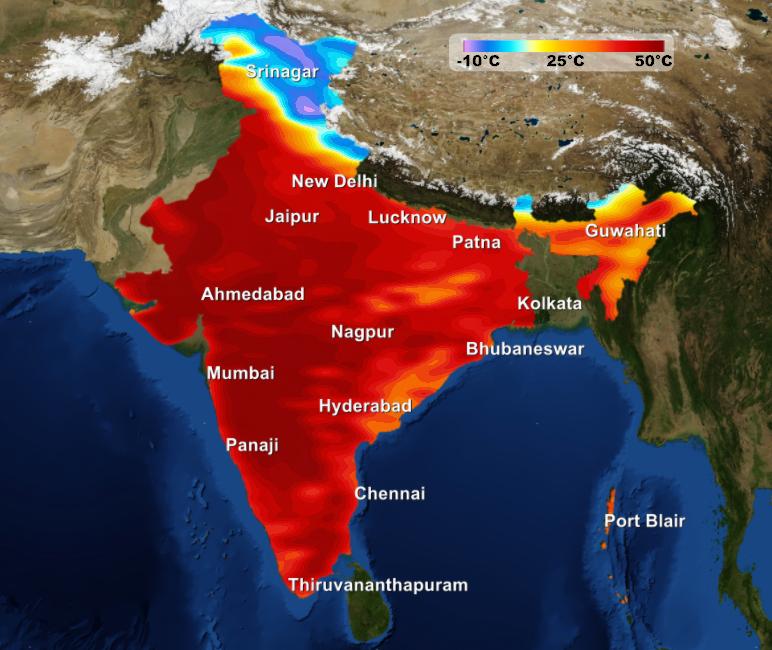 -10°C 25°C 50°C
Srinagar
New Delhi
Jaipur
Lucknow
Guwahati
Patna
Ahmedabad
Kolkata
Nagpur
Bhubaneswar
Mumbai
Hyderabad
Panaji
Chennai
Port Blair
Thiruvananthapuram